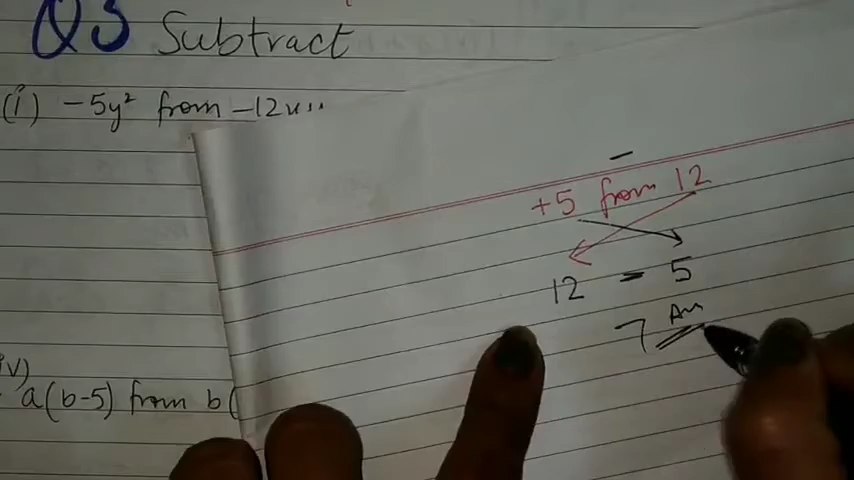 Q3 Subtract
(i) -5y² from -12
-
+5 from 12
12 - 5
7 Ans
iv)
a(b-5) from b(